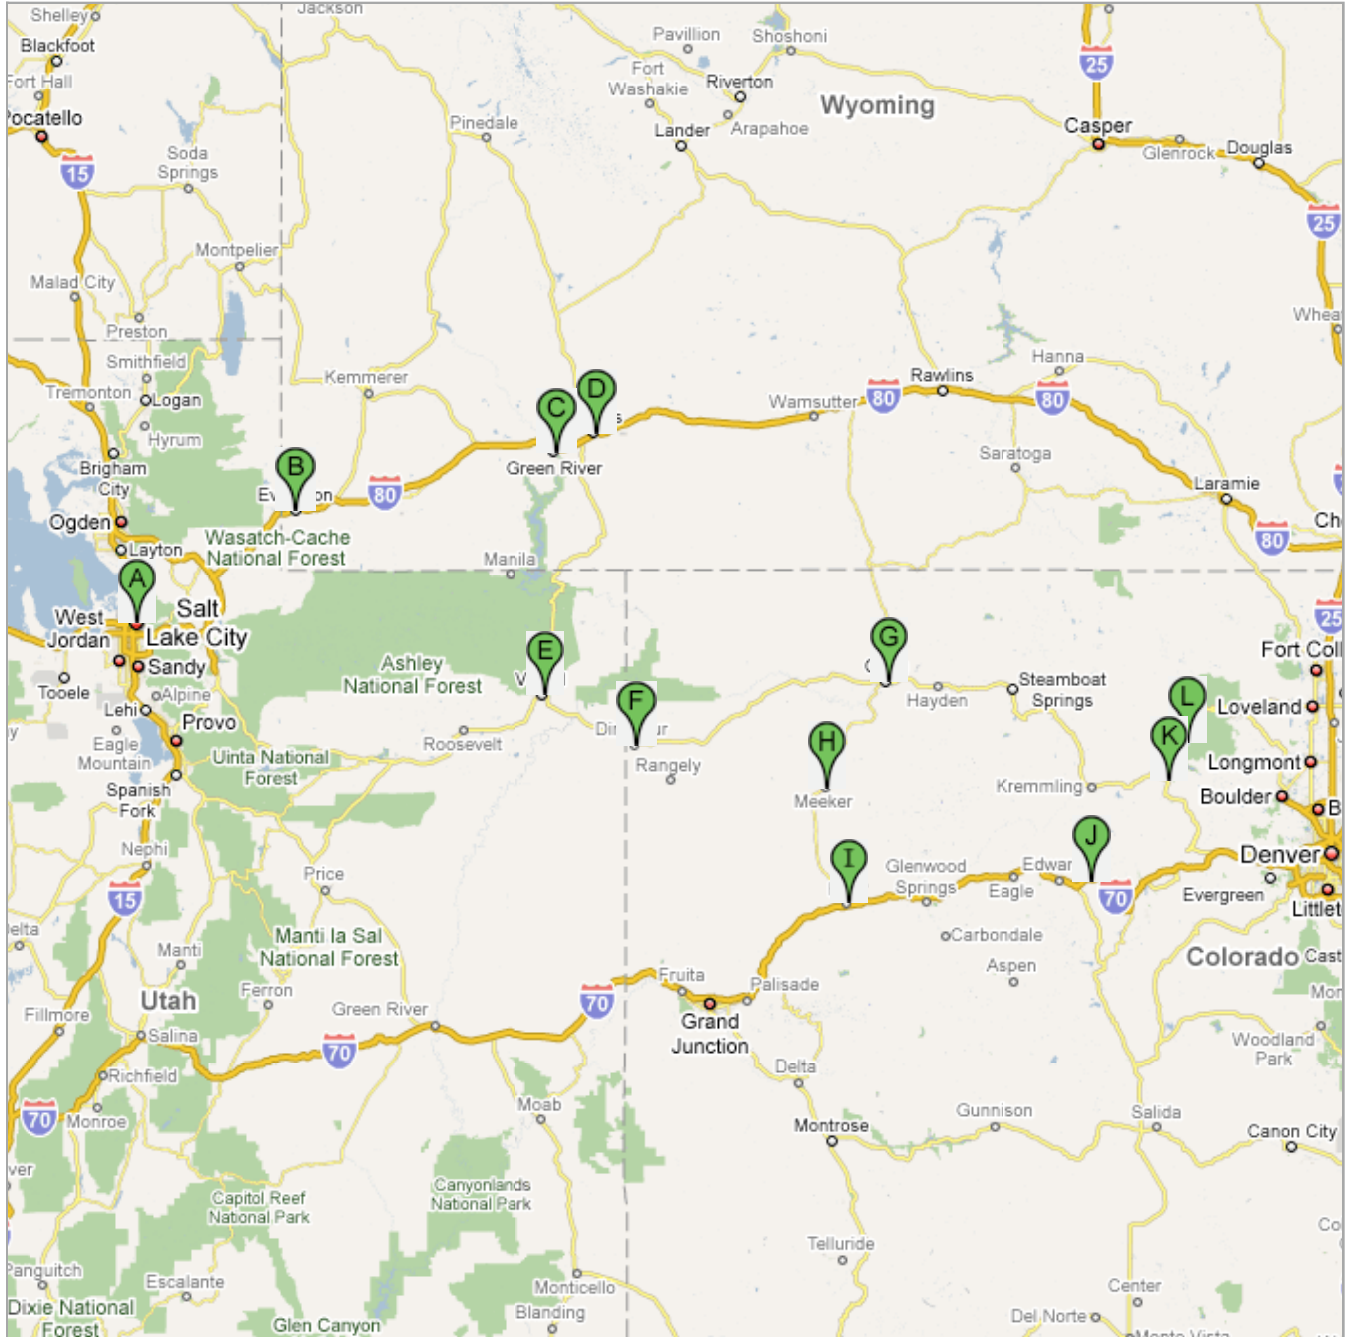 Jackson
Shelley
Blackfoot
Fort Hall
Pocatello
15
Soda
Springs
Montpelier
Malad City
Preston
Smithfield
Tremonton
Logan
Hyrum
Brigham
City
Ogden
Layton
Pavillion
Shoshoni
Fort
Washakie
Riverton
Arapahoe
Lander
Pinedale
Wyoming
25
Casper
Glenrock
Douglas
25
Kemmerer
Hanna
Rawlins
Wamsutter
80
80
Saratoga
Laramie
80
D
C
Green River
B
80
Wasatch-Cache
National Forest
Manila
A
West
Jordan
Salt
Lake City
Sandy
Tooele
Alpine
Lehi
Provo
Eagle
Mountain
Spanish
Fork
Nephi
15
Ashley
National Forest
Uinta National
Forest
Roosevelt
E
F
Rangely
G
Hayden
Steamboat
Springs
H
Meeker
Kremmling
K
L
25
Fort Coll
Loveland
Longmont
Boulder
B
Denver
Evergreen
Littlet
I
Glenwood
Springs
Eagle
Edwar
J
70
Carbondale
Aspen
Colorado
Cast
Woodland
Park
Price
Manti la Sal
National Forest
Manti
Utah
Ferron
Fillmore
Salina
Richfield
Monroe
70
70
Green River
70
Fruita
Palisade
Grand
Junction
Delta
Montrose
Gunnison
Salida
Canon City
Moab
Canyonlands
National Park
Capitol Reef
National Park
Panguitch
Escalante
Dixie National
Forest
Glen Canyon
Monticello
Blanding
Telluride
Center
Del Norte
Monte Vista